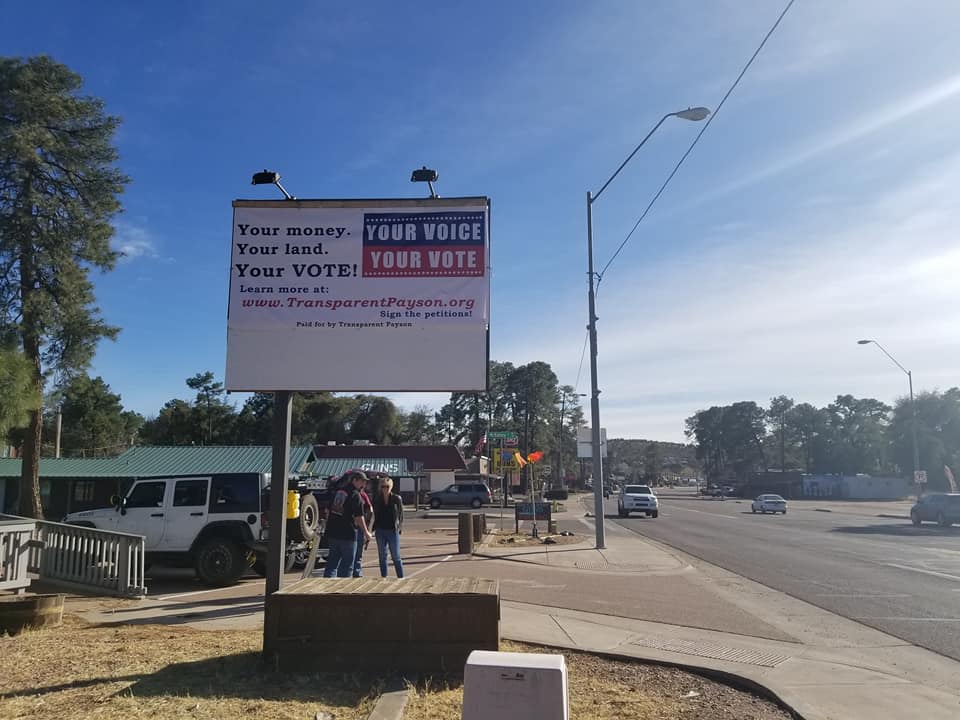 Your money.
Your land.
Your VOTE!
YOUR VOICE
YOUR VOTE
Learn more at:
www.TransparentPayson.org
Sign the petitions!
Paid for by Transparent Payson
GUNS